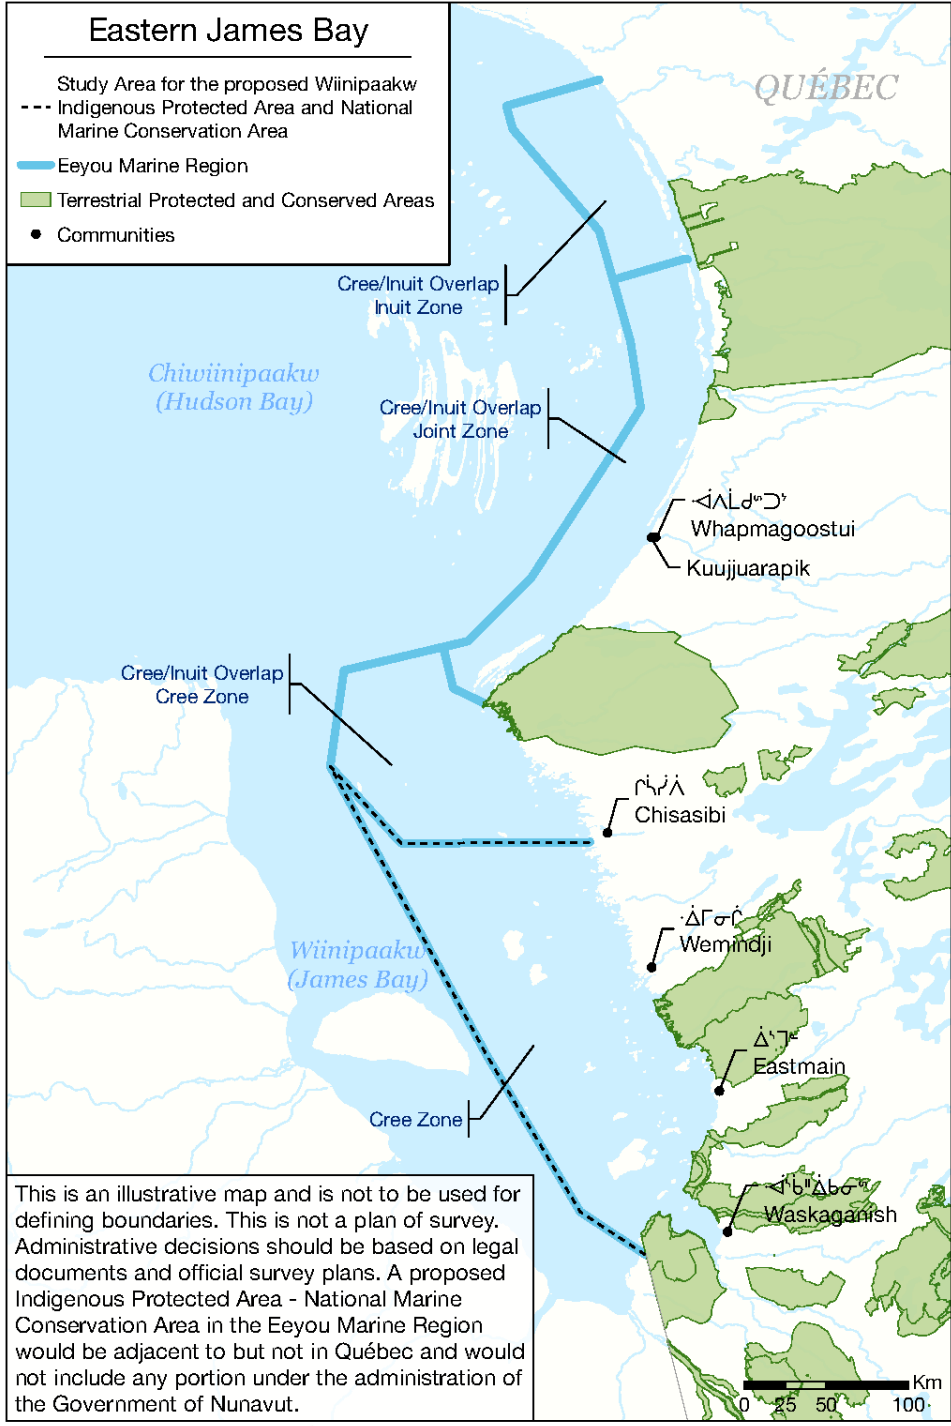 Eastern James Bay
Study Area for the proposed Wiinipaakw
Indigenous Protected Area and National
Marine Conservation Area
Eeyou Marine Region
Terrestrial Protected and Conserved Areas
Communities
QUÉBEC
Cree/Inuit Overlap
Inuit Zone
Chiwiinipaakw
(Hudson Bay)
Cree/Inuit Overlap
Joint Zone
ᐙᐱᒫᑯᔥᑐᔾ
Whapmagoostui
Kuujjuarapik
Cree/Inuit Overlap
Cree Zone
ᒋᓵᓰᐲ
Chisasibi
ᐐᒥᓂᒌ
Wemindji
Wiinipaakw
(James Bay)
ᐄᔅᒣᓐ
Eastmain
Cree Zone
ᐙᔅᑳᐦᐄᑲᓂᔥ
Waskaganish
This is an illustrative map and is not to be used for
defining boundaries. This is not a plan of survey.
Administrative decisions should be based on legal
documents and official survey plans. A proposed
Indigenous Protected Area - National Marine
Conservation Area in the Eeyou Marine Region
would be adjacent to but not in Québec and would
not include any portion under the administration of
the Government of Nunavut.
Km
0 25 50 100